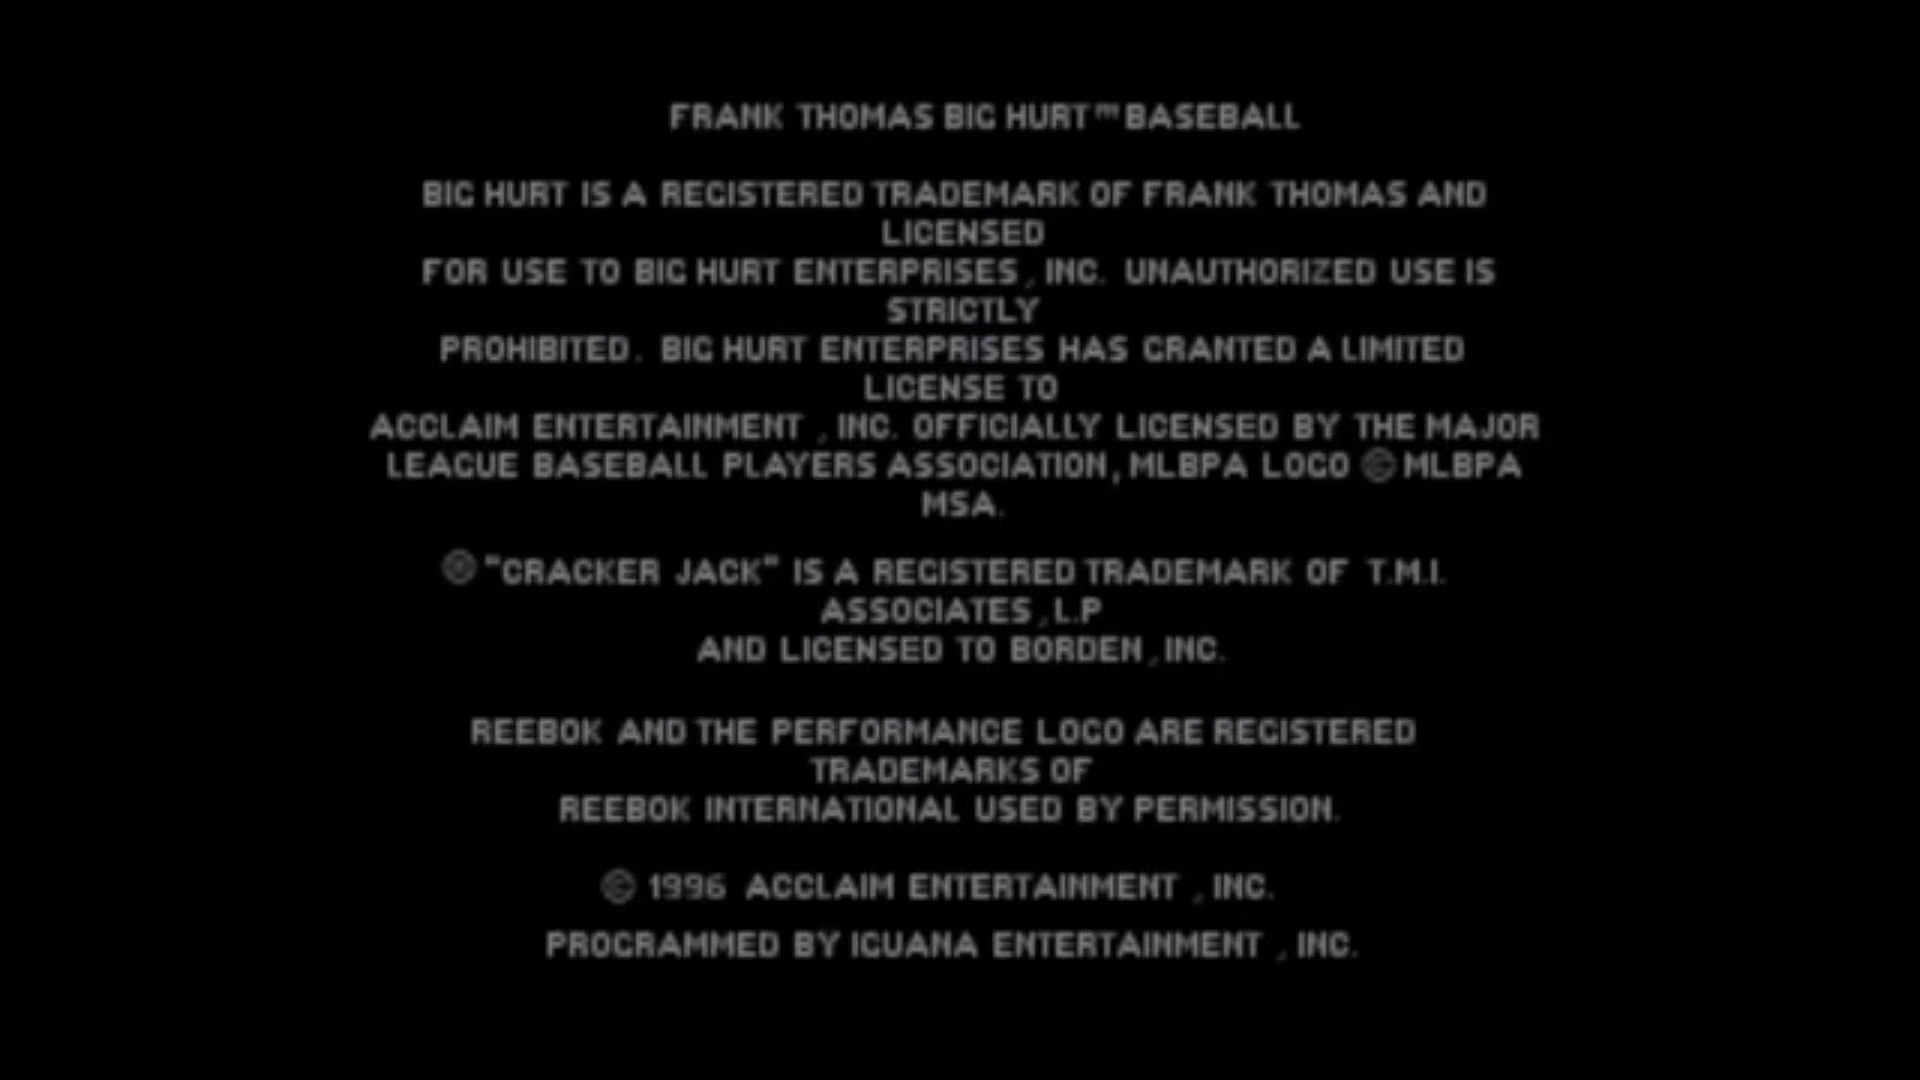 FRANK THOMAS BIG HURT™ BASEBALL
BIG HURT IS A REGISTERED TRADEMARK OF FRANK THOMAS AND
LICENSED
FOR USE TO BIG HURT ENTERPRISES, INC. UNAUTHORIZED USE IS
STRICTLY
PROHIBITED. BIG HURT ENTERPRISES HAS GRANTED A LIMITED
LICENSE TO
ACCLAIM ENTERTAINMENT , INC. OFFICIALLY LICENSED BY THE MAJOR
LEAGUE BASEBALL PLAYERS ASSOCIATION, MLBPA LOGO © MLBPA
MSA.
® "CRACKER JACK" IS A REGISTERED TRADEMARK OF T.M.I.
ASSOCIATES, L.P
AND LICENSED TO BORDEN, INC.
REEBOK AND THE PERFORMANCE LOGO ARE REGISTERED
TRADEMARKS OF
REEBOK INTERNATIONAL USED BY PERMISSION.
© 1996 ACCLAIM ENTERTAINMENT , INC.
PROGRAMMED BY IGUANA ENTERTAINMENT , INC.